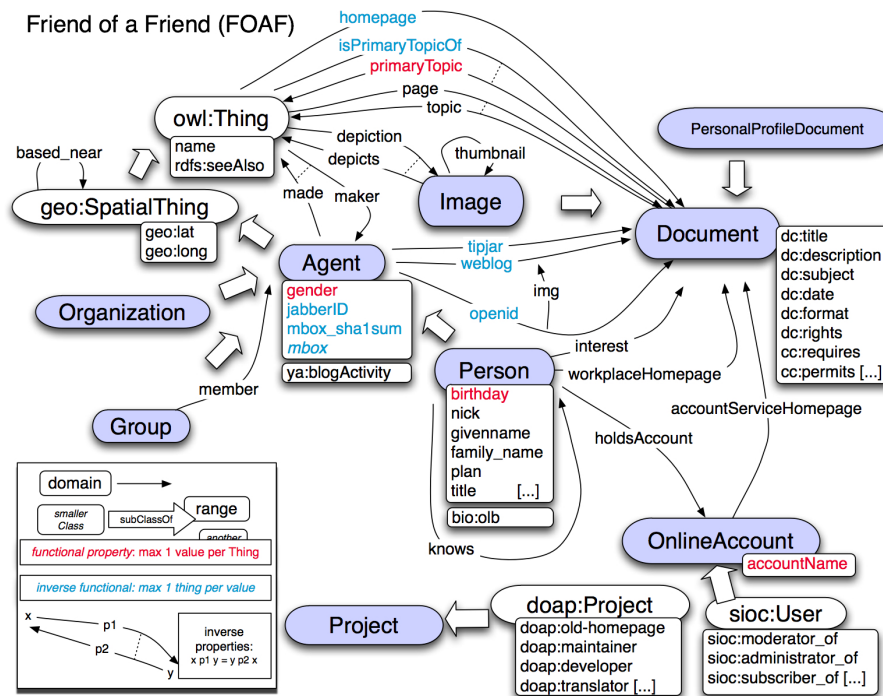 Friend of a Friend (FOAF)
homepage
isPrimaryTopicOf
primaryTopic
page
topic
owl:Thing
name
rdfs:seeAlso
depiction
depicts
thumbnail
PersonalProfileDocument
based_near
made
maker
geo:SpatialThing
geo:lat
geo:long
Image
Document
dc:title
dc:description
dc:subject
dc:date
dc:format
dc:rights
cc:requires
cc:permits [...]
Agent
gender
jabberID
mbox_sha1sum
mbox
ya:blogActivity
tipjar
weblog
img
openid
Organization
member
Group
Person
birthday
nick
givenname
family_name
plan
title [...]
bio:olb
interest
workplaceHomepage
accountServiceHomepage
holdsAccount
knows
OnlineAccount
accountName
domain
smaller
Class
subClassOf
range
another
functional property: max 1 value per Thing
inverse functional: max 1 thing per value
x
p1
p2
y
inverse
properties:
x p1 y = y p2 x
Project
doap:Project
doap:old-homepage
doap:maintainer
doap:developer
doap:translator [...]
sioc:User
sioc:moderator_of
sioc:administrator_of
sioc:subscriber_of [...]